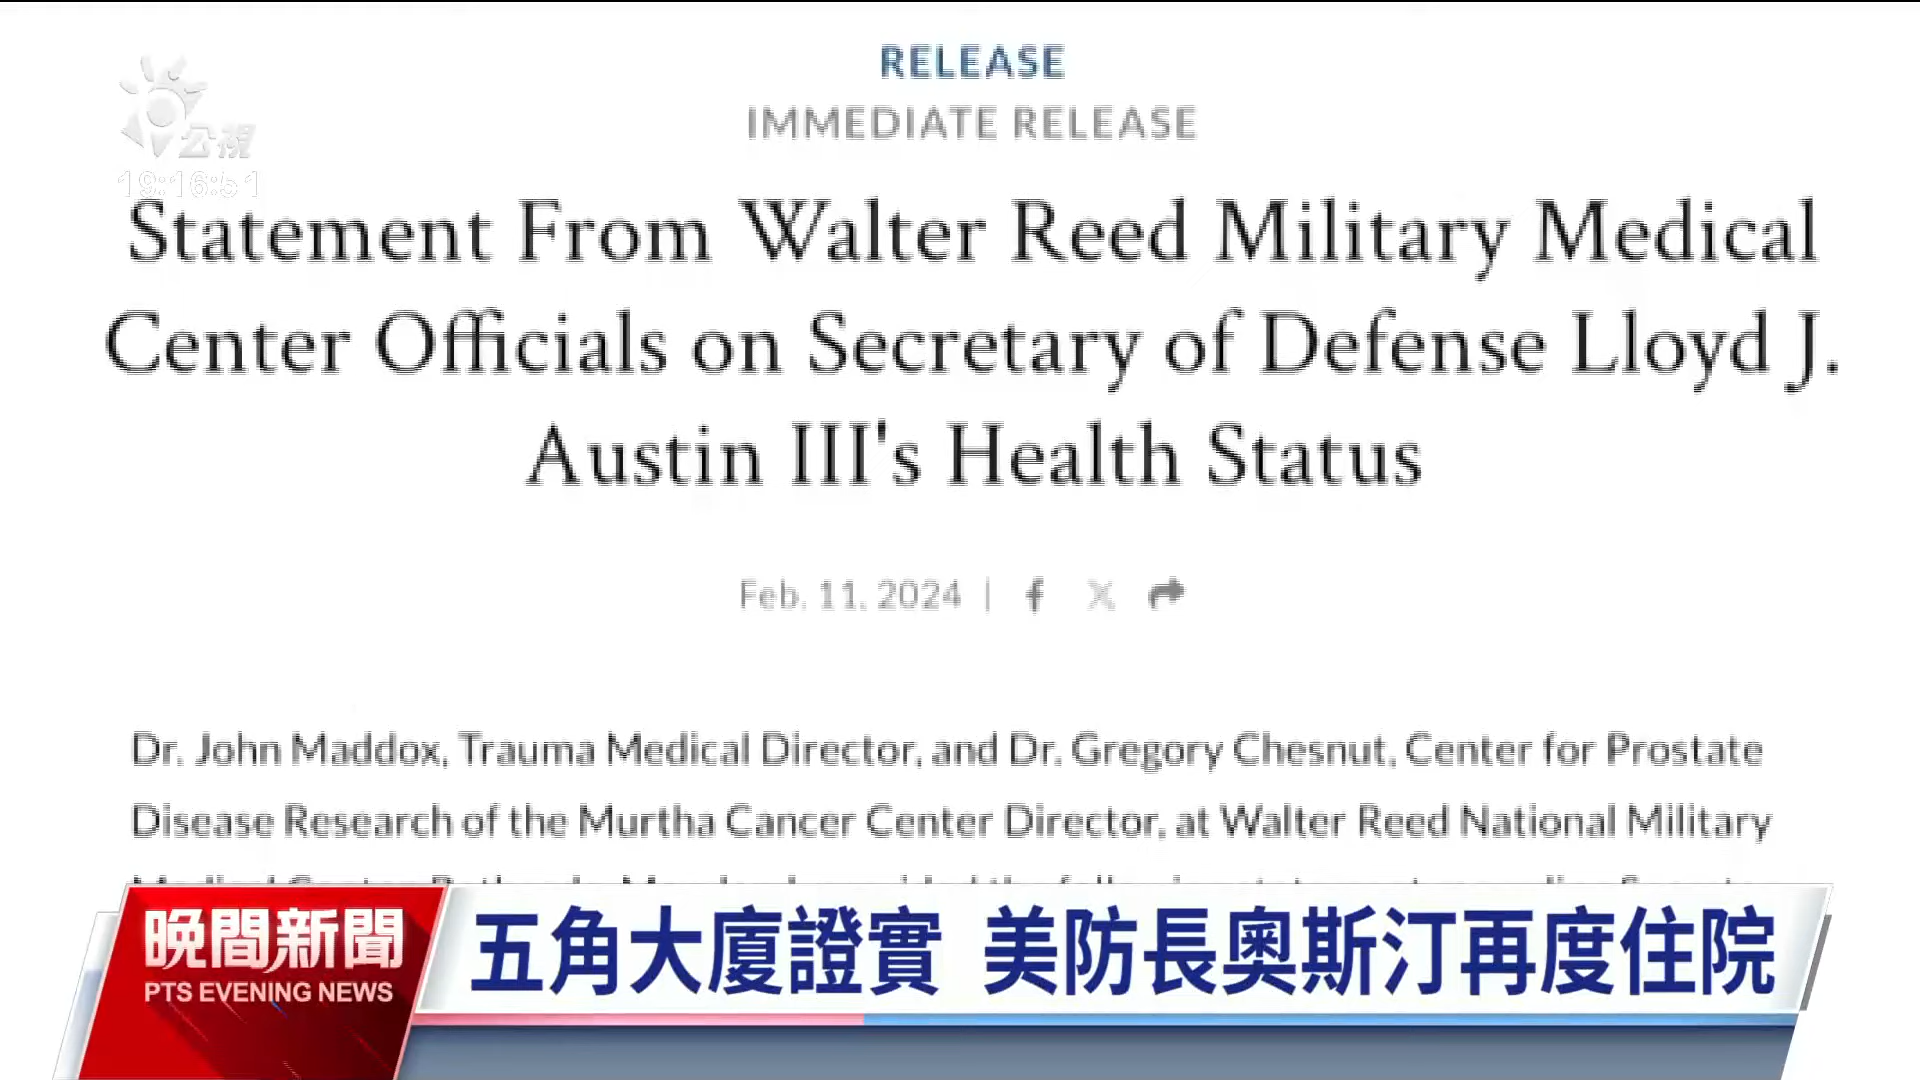 RELEASE
IMMEDIATE RELEASE
公視
19:16:51
Statement From Walter Reed Military Medical
Center Officials on Secretary of Defense Lloyd J.
Austin III's Health Status
Feb. 11, 2024 |
Dr. John Maddox, Trauma Medical Director, and Dr. Gregory Chesnut, Center for Prostate
Disease Research of the Murtha Cancer Center Director, at Walter Reed National Military
晚間新聞
PTS EVENING NEWS
五角大廈證實 美防長奧斯汀再度住院